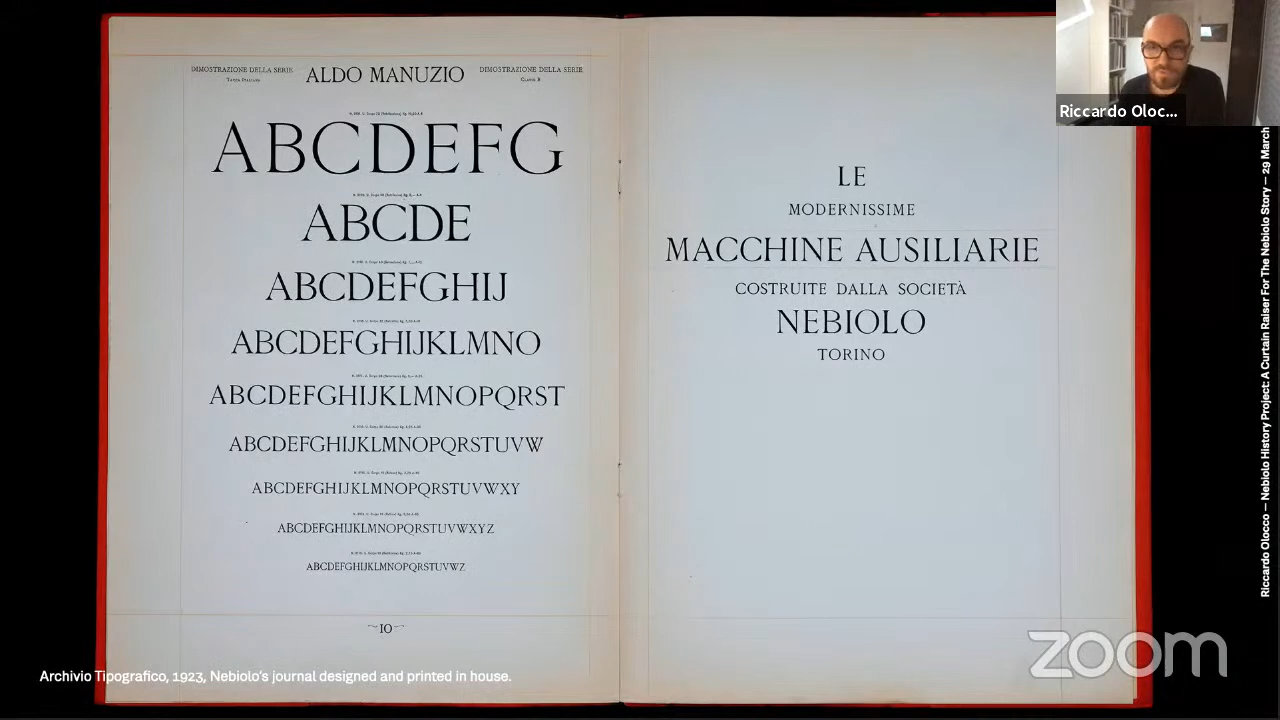 DIMOSTRAZIONE DELLA SERIE
ALDO MANUZIO
DIMOSTRAZIONE DELLA SERIE
ABCDEFG
ABCDE
ABCDEFGHIJ
ABCDEFGHIJKLMNO
ABCDEFGHIJKLMNOPQRST
ABCDEFGHIJKLMNOPQRSTUVW
ABCDEFGHIJKLMNOPQRSTUVWXY
ABCDEFGHIJKLMNOPQRSTUVWXYZ
ABCDEFGHIJKLMNOPQRSTUVWZ
10
LE
MODERNISSIME
MACCHINE AUSILIARIE
COSTRUITE DALLA SOCIETÀ
NEBIOLO
TORINO
Riccardo Oloc...
Riccardo Olocco — Nebiolo History Project: A Curtain Raiser For The Nebiolo Story — 29 March
Archivio Tipografico, 1923, Nebiolo's journal designed and printed in house.
zoom